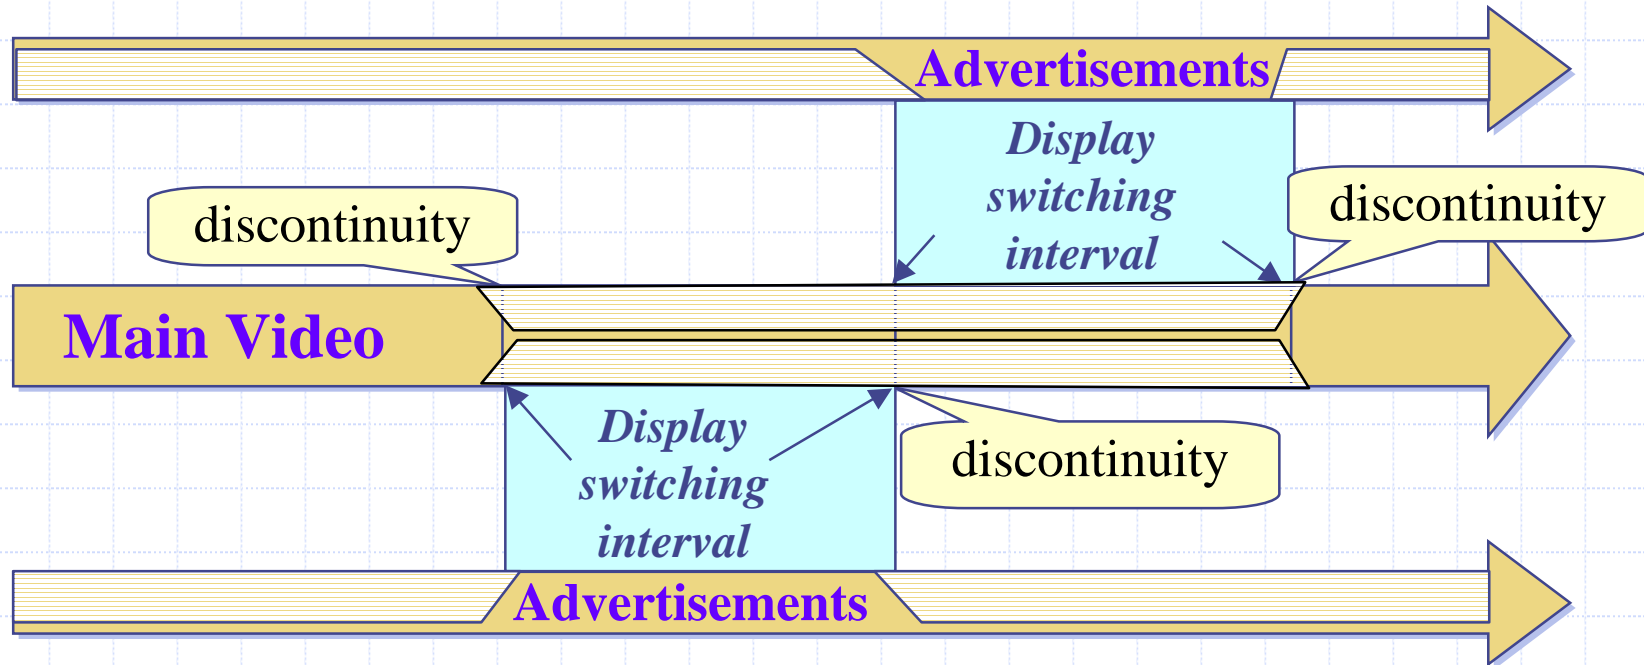 Advertisements
Display
switching
interval
discontinuity
discontinuity
Main Video
Display
switching
interval
discontinuity
Advertisements